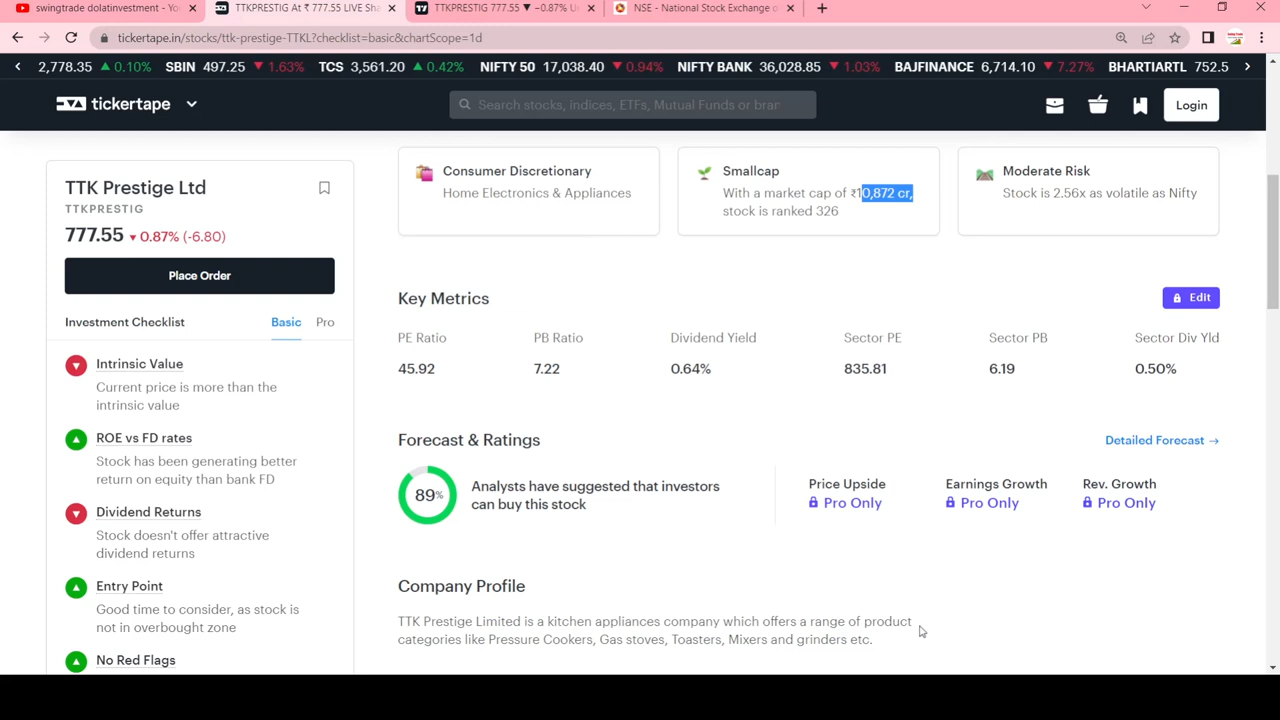 swingtrade dolatinvestment - Yo
TTKPRESTIG At ₹ 777.55 LIVE Sha
TTKPRESTIG 777.55 ▼ −0.87% U
NSE - National Stock Exchange o
tickertape.in/stocks/ttk-prestige-TTKL?checklist=basic&chartScope=1d
2,778.35 ▲ 0.10% SBIN 497.25 ▼ 1.63% TCS 3,561.20 ▲ 0.42% NIFTY 50 17,038.40 ▼ 0.94% NIFTY BANK 36,028.85 ▼ 1.03% BAJFINANCE 6,714.10 ▼ 7.27% BHARTIARTL 752.5
tickertape
Search stocks, indices, ETFs, Mutual Funds or bran
Login
TTK Prestige Ltd
TTKPRESTIG
777.55 ▼ 0.87% (-6.80)
Place Order
Investment Checklist Basic Pro
Intrinsic Value
Current price is more than the
intrinsic value
ROE vs FD rates
Stock has been generating better
return on equity than bank FD
Dividend Returns
Stock doesn't offer attractive
dividend returns
Entry Point
Good time to consider, as stock is
not in overbought zone
No Red Flags
Consumer Discretionary
Home Electronics & Appliances
Smallcap
With a market cap of ₹10,872 cr,
stock is ranked 326
Moderate Risk
Stock is 2.56x as volatile as Nifty
Key Metrics
Edit
PE Ratio PB Ratio Dividend Yield Sector PE Sector PB Sector Div Yld
45.92 7.22 0.64% 835.81 6.19 0.50%
Forecast & Ratings
Detailed Forecast →
89%
Analysts have suggested that investors
can buy this stock
Price Upside Earnings Growth Rev. Growth
Pro Only Pro Only Pro Only
Company Profile
TTK Prestige Limited is a kitchen appliances company which offers a range of product
categories like Pressure Cookers, Gas stoves, Toasters, Mixers and grinders etc.